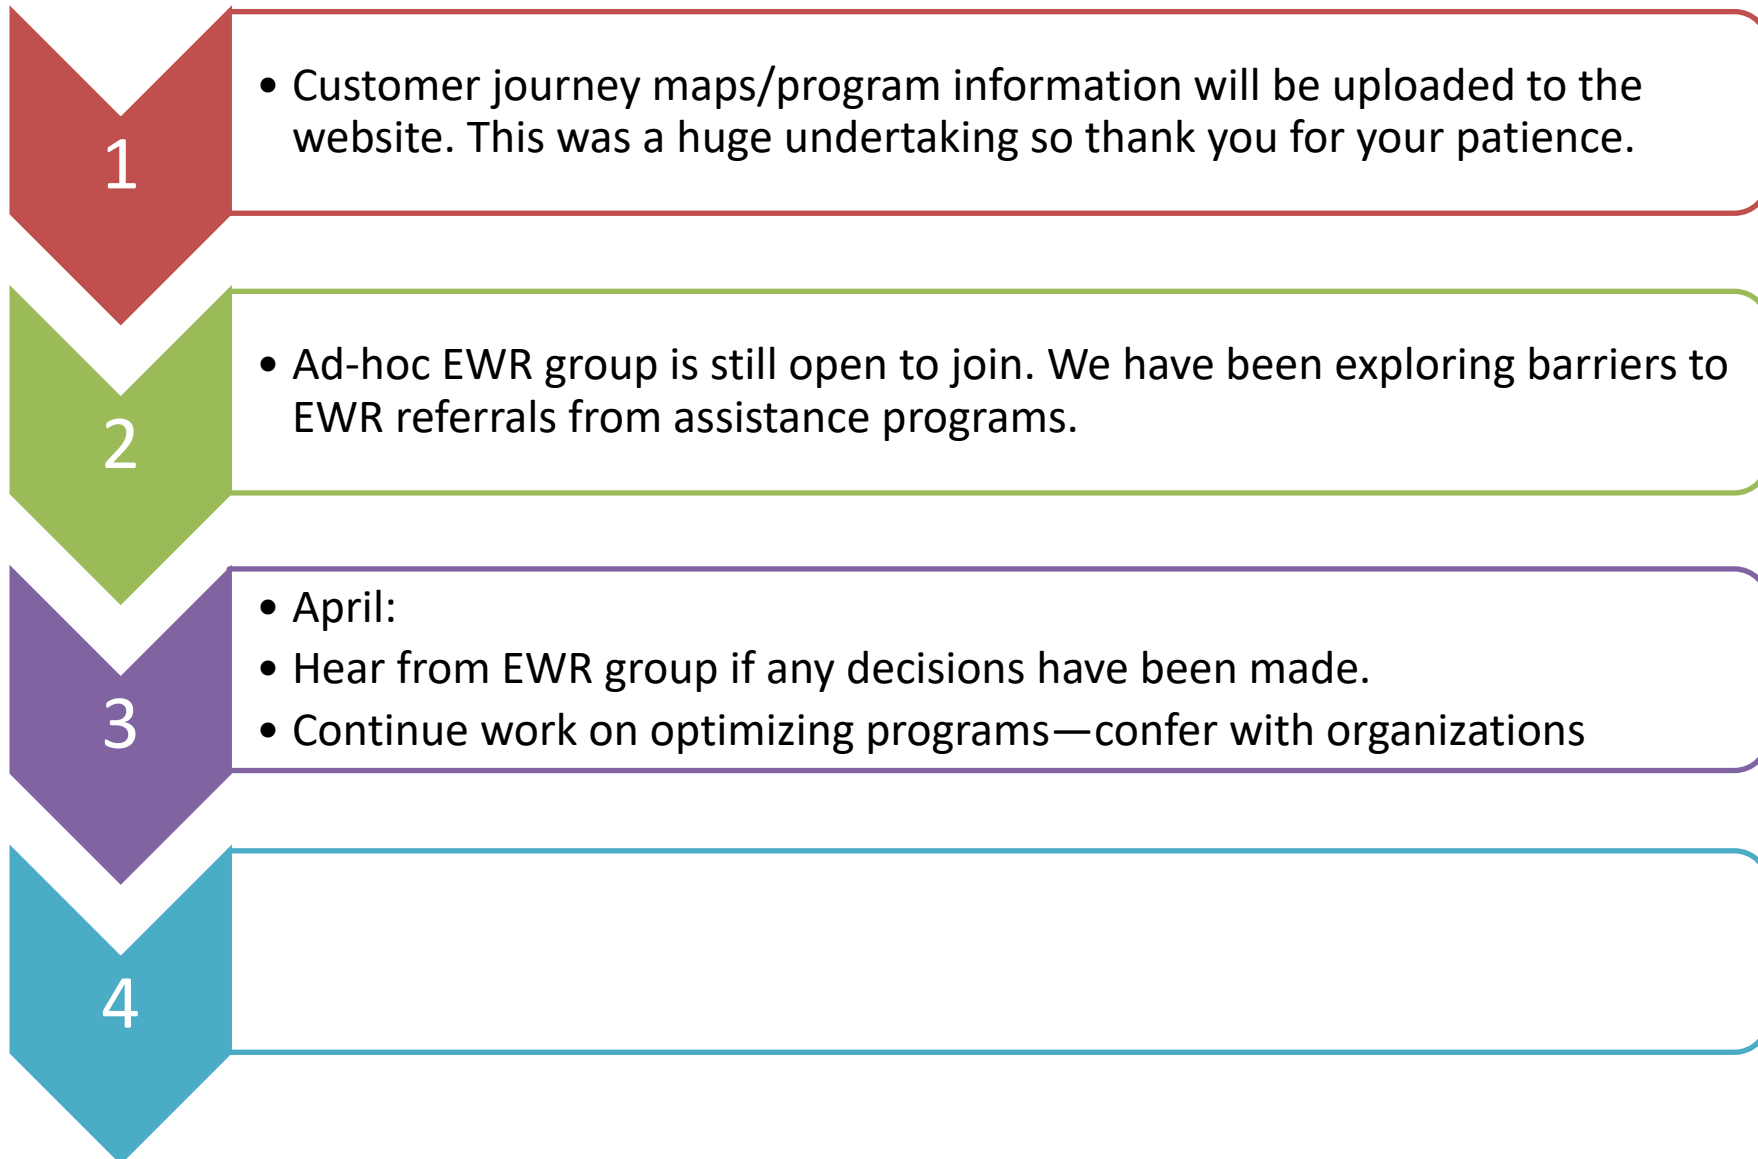 1
• Customer journey maps/program information will be uploaded to the
website. This was a huge undertaking so thank you for your patience.
2
• Ad-hoc EWR group is still open to join. We have been exploring barriers to
EWR referrals from assistance programs.
3
• April:
• Hear from EWR group if any decisions have been made.
• Continue work on optimizing programs—confer with organizations
4